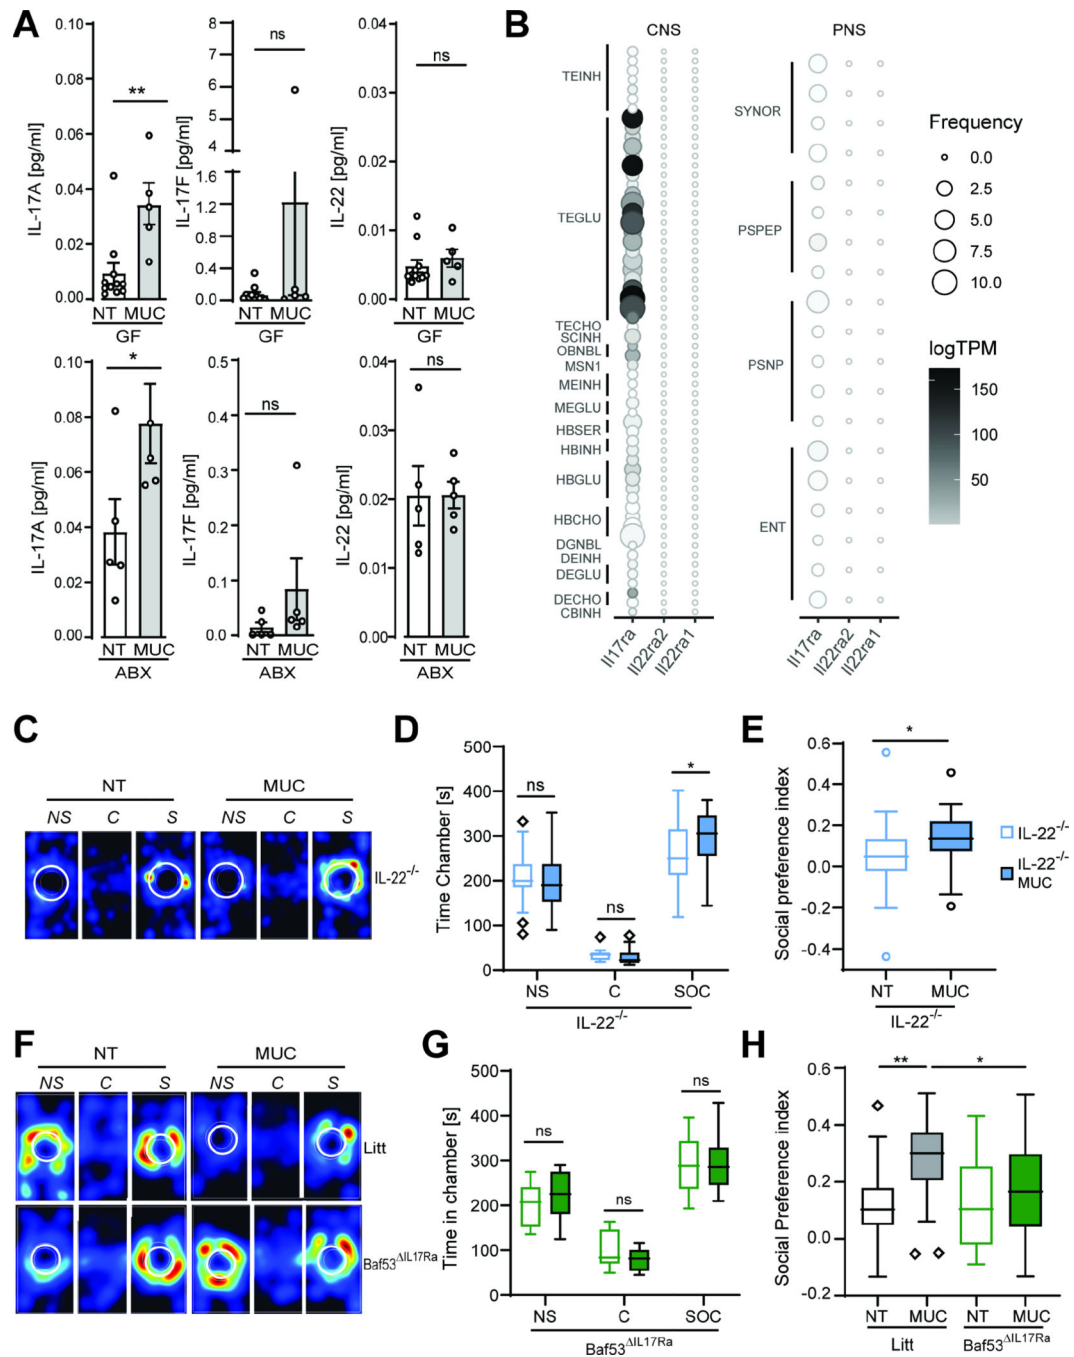 A
IL-17A [pg/ml]
0.10
0.08
0.06
0.04
0.02
0.00
**
NT MUC
GF
IL-17F [pg/ml]
8
7
6
5
4
1.6
1.2
0.8
0.4
0.0
ns
NT MUC
GF
IL-22 [pg/ml]
0.04
0.03
0.02
0.01
0.00
ns
NT MUC
GF
IL-17A [pg/ml]
0.10
0.08
0.06
0.04
0.02
0.00
*
NT MUC
ABX
IL-17F [pg/ml]
0.5
0.4
0.3
0.2
0.1
0.0
ns
NT MUC
ABX
IL-22 [pg/ml]
0.04
0.03
0.02
0.01
0.00
ns
NT MUC
ABX
B
CNS
TEINH
TEGLU
TECHO
SCINH
OBNBL
MSN1
MEINH
MEGLU
HBSER
HBINH
HBGLU
HBCHO
DGNBL
DEINH
DEGLU
DECHO
CBINH
Il17ra
Il22ra2
Il22ra1
PNS
SYNOR
PSPEP
PSNP
ENT
Il17ra
Il22ra2
Il22ra1
Frequency
0.0
2.5
5.0
7.5
10.0
logTPM
150
100
50
C
NT MUC
NS C S NS C S
IL-22-/-
D
Time Chamber [s]
500
400
300
200
100
0
ns
ns
*
NS C SOC
IL-22-/-
E
Social preference index
0.6
0.4
0.2
0.0
-0.2
-0.4
*
NT MUC
IL-22-/-
IL-22-/-
IL-22-/-
MUC
F
NT MUC
NS C S NS C S
Litt
Baf53ΔIL17Ra
G
Time in chamber [s]
500
400
300
200
100
0
ns
ns
ns
NS C SOC
Baf53ΔIL17Ra
H
Social Preference index
0.6
0.4
0.2
0.0
-0.2
** *
NT MUC NT MUC
Litt Baf53ΔIL17Ra